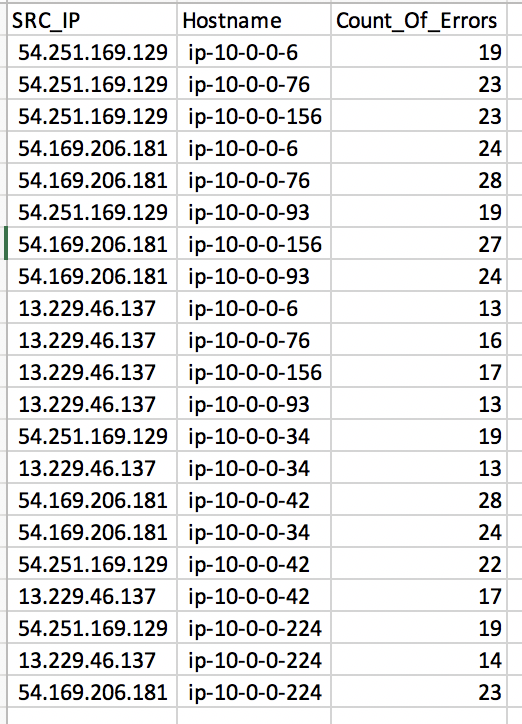 SRC_IP Hostname Count_Of_Errors
54.251.169.129 ip-10-0-0-6 19
54.251.169.129 ip-10-0-0-76 23
54.251.169.129 ip-10-0-0-156 23
54.169.206.181 ip-10-0-0-6 24
54.169.206.181 ip-10-0-0-76 28
54.251.169.129 ip-10-0-0-93 19
54.169.206.181 ip-10-0-0-156 27
54.169.206.181 ip-10-0-0-93 24
13.229.46.137 ip-10-0-0-6 13
13.229.46.137 ip-10-0-0-76 16
13.229.46.137 ip-10-0-0-156 17
13.229.46.137 ip-10-0-0-93 13
54.251.169.129 ip-10-0-0-34 19
13.229.46.137 ip-10-0-0-34 13
54.169.206.181 ip-10-0-0-42 28
54.169.206.181 ip-10-0-0-34 24
54.251.169.129 ip-10-0-0-42 22
13.229.46.137 ip-10-0-0-42 17
54.251.169.129 ip-10-0-0-224 19
13.229.46.137 ip-10-0-0-224 14
54.169.206.181 ip-10-0-0-224 23